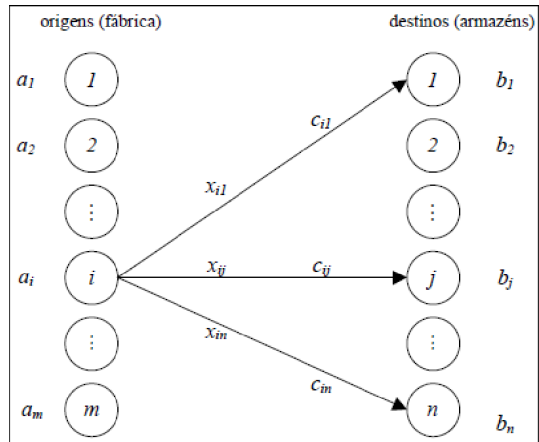 origens (fábrica) destinos (armazéns)
a1 1 1 b1
ci1
a2 2 2 b2
xi1
⋮ ⋮
ai i xij cij j bj
xin
⋮ ⋮
cin
am m n bn